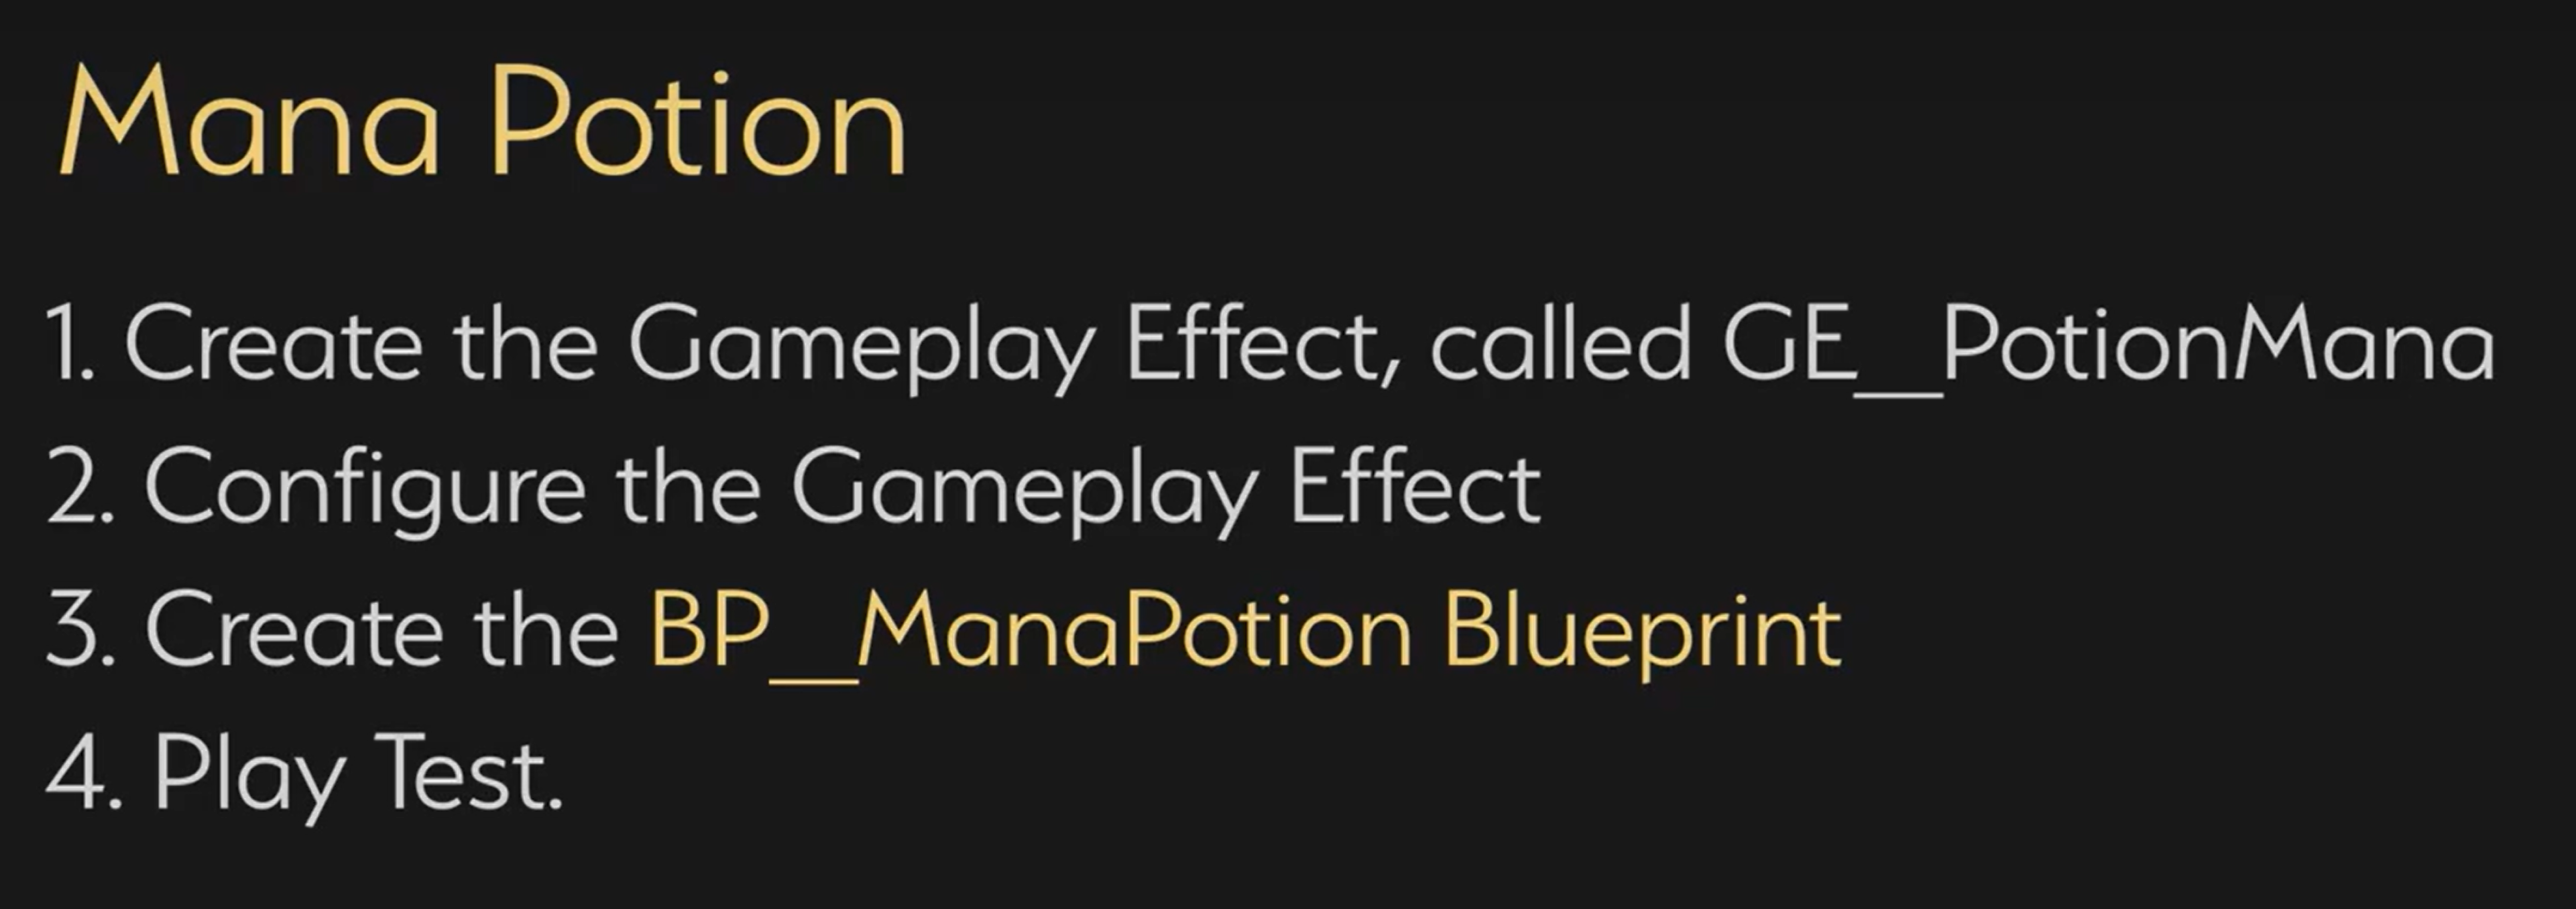 Mana Potion
1. Create the Gameplay Effect, called GE_PotionMana
2. Configure the Gameplay Effect
3. Create the BP_ManaPotion Blueprint
4. Play Test.